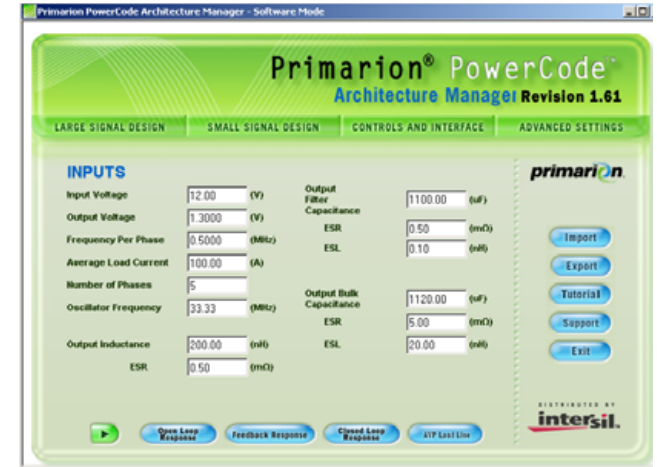 Primarion PowerCode Architecture Manager - Software Mode
Primarion® PowerCode™
Architecture Manager Revision 1.61
LARGE SIGNAL DESIGN SMALL SIGNAL DESIGN CONTROLS AND INTERFACE ADVANCED SETTINGS
INPUTS
Input Voltage 12.00 (V)
Output Voltage 1.3000 (V)
Frequency Per Phase 0.5000 (MHz)
Average Load Current 100.00 (A)
Number of Phases 5
Oscillator Frequency 33.33 (MHz)
Output Inductance 200.00 (nH)
ESR 0.50 (mΩ)
Output
Filter
Capacitance 1100.00 (uF)
ESR 0.50 (mΩ)
ESL 0.10 (nH)
Output Bulk
Capacitance 1120.00 (uF)
ESR 5.00 (mΩ)
ESL 20.00 (nH)
primarion
Import
Export
Tutorial
Support
Exit
DISTRIBUTED BY
intersil.
Open Loop
Response
Feedback Response
Closed Loop
Response
AVP Load Line